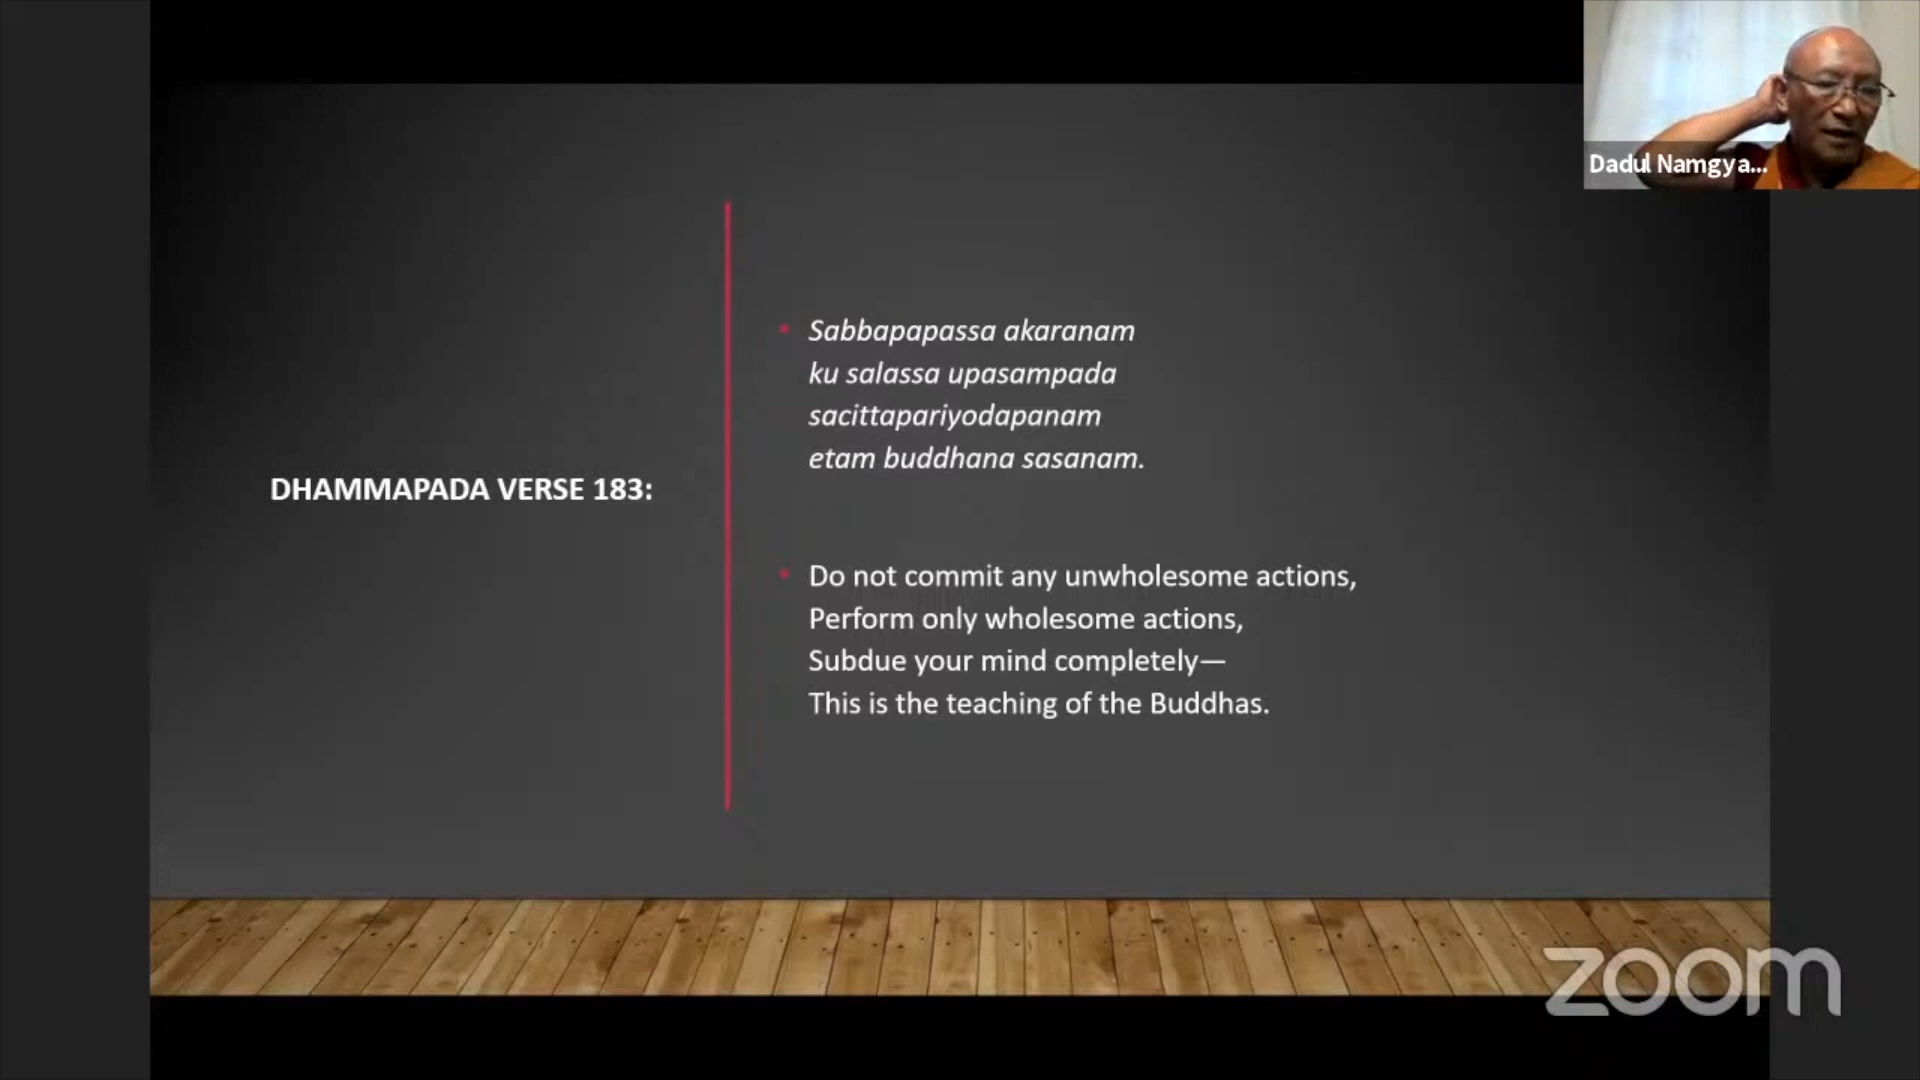 Dadul Namgya...
DHAMMAPADA VERSE 183:
• Sabbapapassa akaranam
ku salassa upasampada
sacittapariyodapanam
etam buddhana sasanam.
• Do not commit any unwholesome actions,
Perform only wholesome actions,
Subdue your mind completely—
This is the teaching of the Buddhas.
zoom